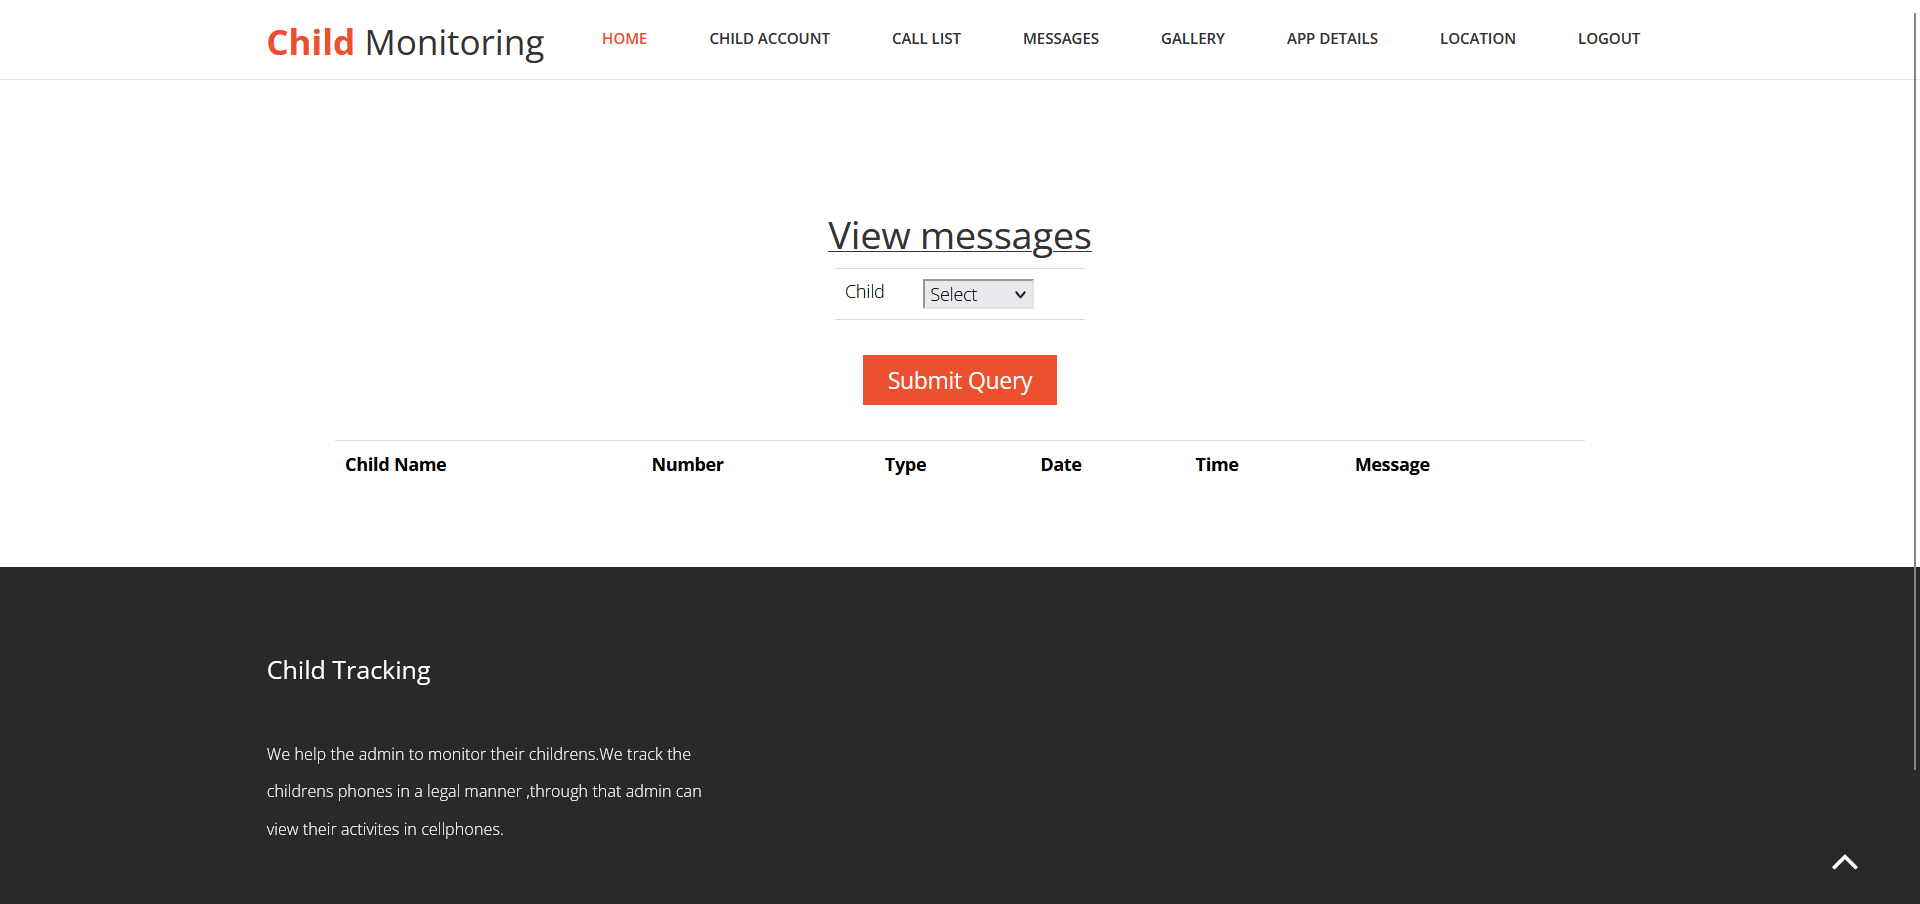 Child Monitoring
HOME CHILD ACCOUNT CALL LIST MESSAGES GALLERY APP DETAILS LOCATION LOGOUT
View messages
Child Select
Submit Query
Child Name Number Type Date Time Message
Child Tracking
We help the admin to monitor their childrens.We track the
childrens phones in a legal manner ,through that admin can
view their activites in cellphones.